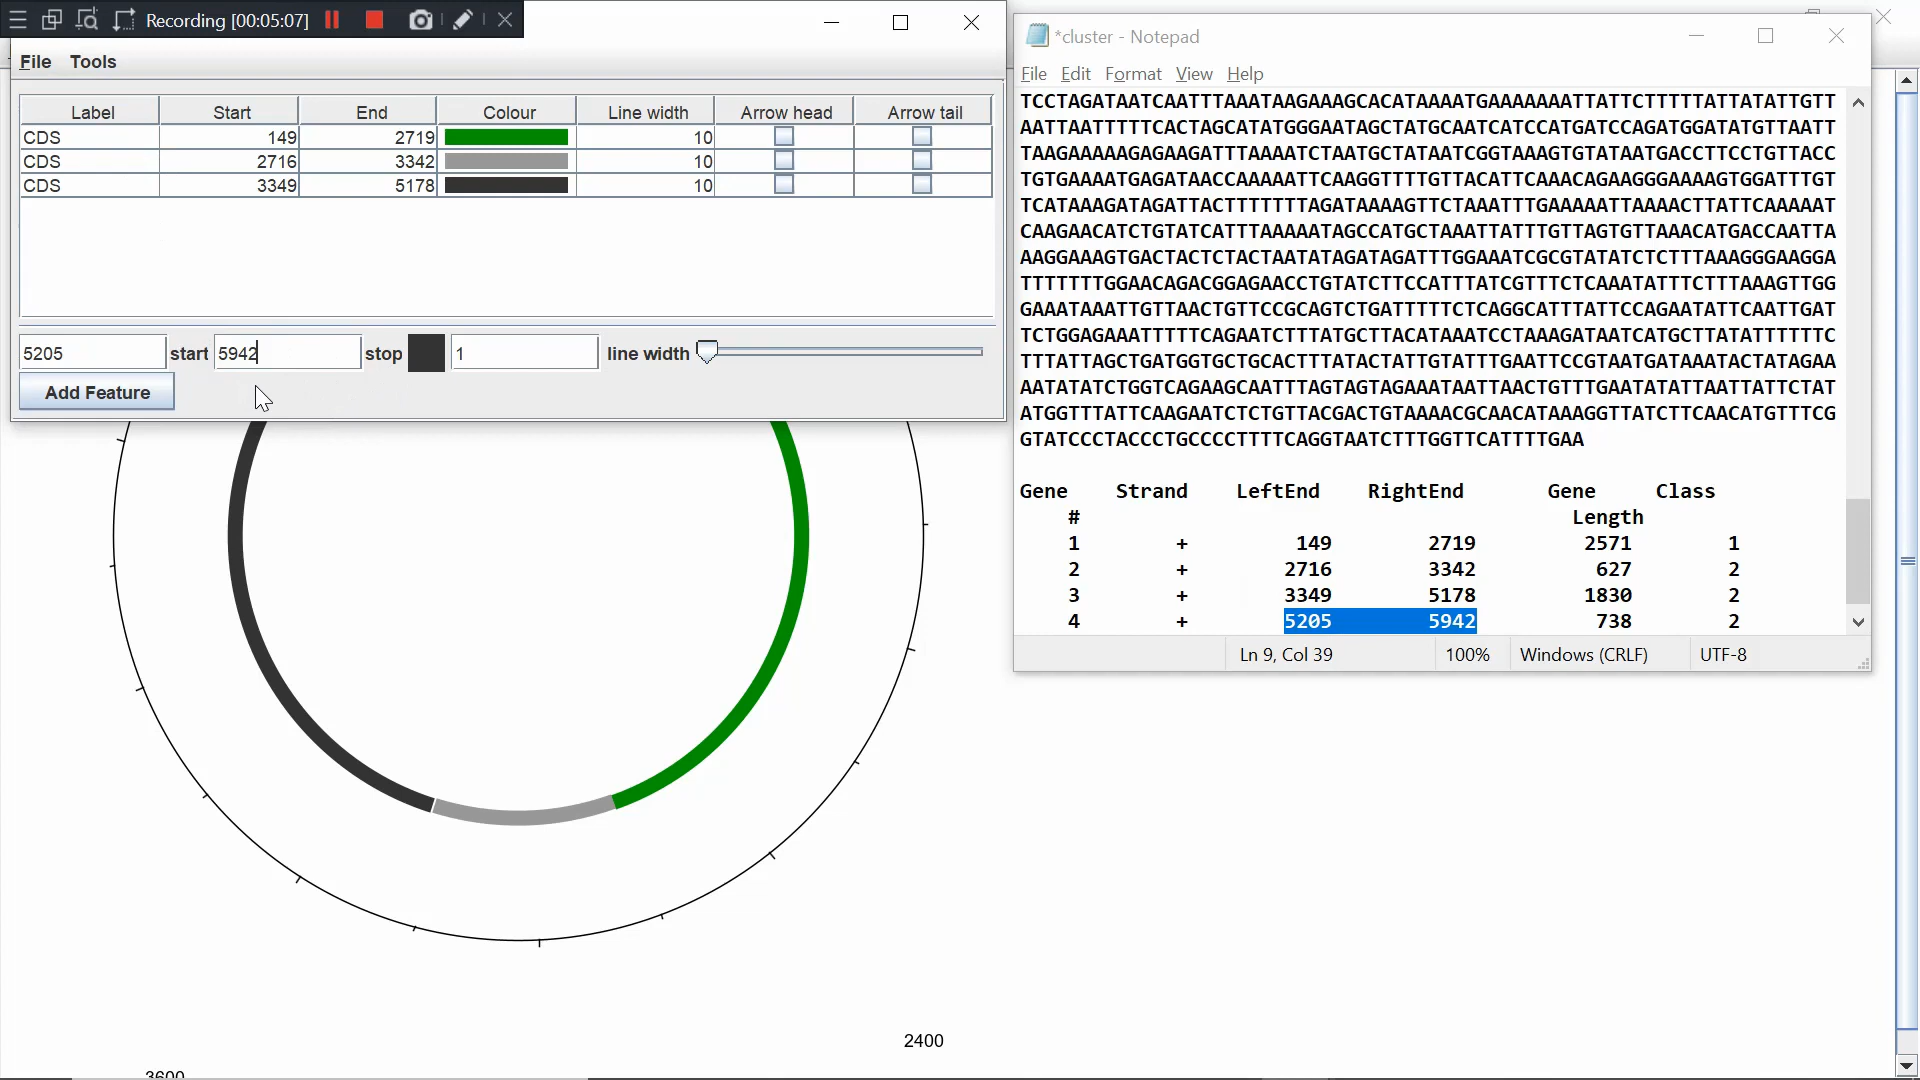 Recording [00:05:07]
File Tools
Label Start End Colour Line width Arrow head Arrow tail
CDS 149 2719 10
CDS 2716 3342 10
CDS 3349 5178 10
5205 start 5942 stop 1 line width
Add Feature
2400
3600
*cluster - Notepad
File Edit Format View Help
TCCTAGATAATCAATTTAAATAAGAAAGCACATAAAATGAAAAAAATTATTCTTTTTATTATATTGTT
AATTAATTTTTCACTAGCATATGGGAATAGCTATGCAATCATCCATGATCCAGATGGATATGTTAATT
TAAGAAAAAGAGAAGATTTAAAATCTAATGCTATAATCGGTAAAGTGTATAATGACCTTCCTGTTACC
TGTGAAAATGAGATAACCAAAAATTCAAGGTTTTGTTACATTCAAACAGAAGGGAAAAGTGGATTTGT
TCATAAAGATAGATTACTTTTTTTAGATAAAAGTTCTAAATTTGAAAAATTAAAACTTATTCAAAAAT
CAAGAACATCTGTATCATTTAAAAATAGCCATGCTAAATTATTTGTTAGTGTTAAACATGACCAATTA
AAGGAAAGTGACTACTCTACTAATATAGATAGATTTGGAAATCGCGTATATCTCTTTAAAGGGAAGGA
TTTTTTTGGAACAGACGGAGAACCTGTATCTTCCATTTATCGTTTCTCAAATATTTCTTTAAAGTTGG
GAAATAAATTGTTAACTGTTCCGCAGTCTGATTTTTCTCAGGCATTTATTCCAGAATATTCAATTGAT
TCTGGAGAAATTTTTCAGAATCTTTATGCTTACATAAATCCTAAAGATAATCATGCTTATATTTTTTC
TTTATTAGCTGATGGTGCTGCACTTTATACTATTGTATTTGAATTCCGTAATGATAAATACTATAGAA
AATATATCTGGTCAGAAGCAATTTAGTAGTAGAAATAATTAACTGTTTGAATATATTAATTATTCTAT
ATGGTTTATTCAAGAATCTCTGTTACGACTGTAAAACGCAACATAAAGGTTATCTTCAACATGTTTCG
GTATCCCTACCCTGCCCCTTTTCAGGTAATCTTTGGTTCATTTTGAA
Gene Strand LeftEnd RightEnd Gene Class
# Length
1 + 149 2719 2571 1
2 + 2716 3342 627 2
3 + 3349 5178 1830 2
4 + 5205 5942 738 2
Ln 9, Col 39 100% Windows (CRLF) UTF-8